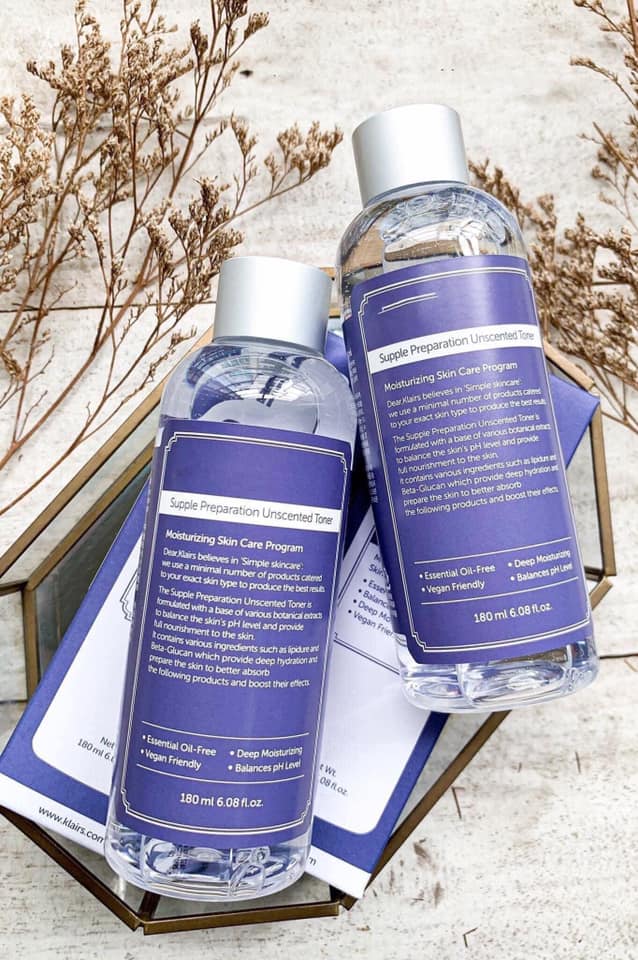 Supple Preparation Unscented Toner
Moisturizing Skin Care Program
Dear,Klairs believes in 'Simple skincare':
we use a minimal number of products catered
to your exact skin type to produce the best results.
The Supple Preparation Unscented Toner is
formulated with a base of various botanical extracts
to balance the skin's pH level and provide
full nourishment to the skin.
It contains various ingredients such as lipidure and
Beta-Glucan which provide deep hydration and
prepare the skin to better absorb
the following products and boost their effects.
• Essential Oil-Free • Deep Moisturizing
• Vegan Friendly • Balances pH Level
180 ml 6.08 fl.oz.
Supple Preparation Unscented Toner
Moisturizing Skin Care Program
Dear,Klairs believes in 'Simple skincare':
we use a minimal number of products catered
to your exact skin type to produce the best results.
The Supple Preparation Unscented Toner is
formulated with a base of various botanical extracts
to balance the skin's pH level and provide
full nourishment to the skin.
It contains various ingredients such as lipidure and
Beta-Glucan which provide deep hydration and
prepare the skin to better absorb
the following products and boost their effects.
• Essential Oil-Free • Deep Moisturizing
• Vegan Friendly • Balances pH Level
180 ml 6.08 fl.oz.
• Deep
• Vegan
Net
180 ml
Wt.
fl.oz.
www.klairs.com